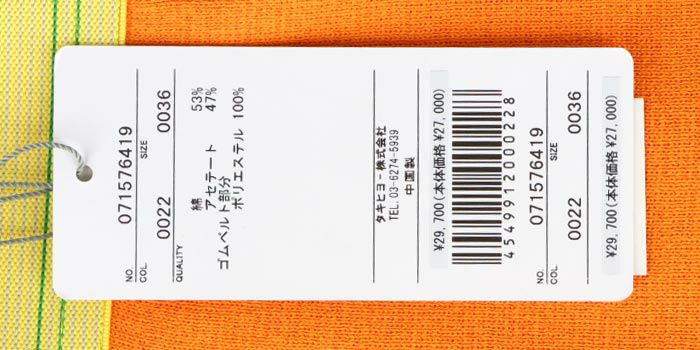 NO. 071576419
SIZE 0036
COL. 0022
QUALITY
綿 53%
アセテート 47%
ゴムベルト部分
ポリエステル 100%
タキヒヨー株式会社
TEL.03-6274-5939
中国製
¥29,700(本体価格 ¥27,000)
4549912000228
NO. 071576419
SIZE 0036
COL. 0022
¥29,700(本体価格 ¥27,000)